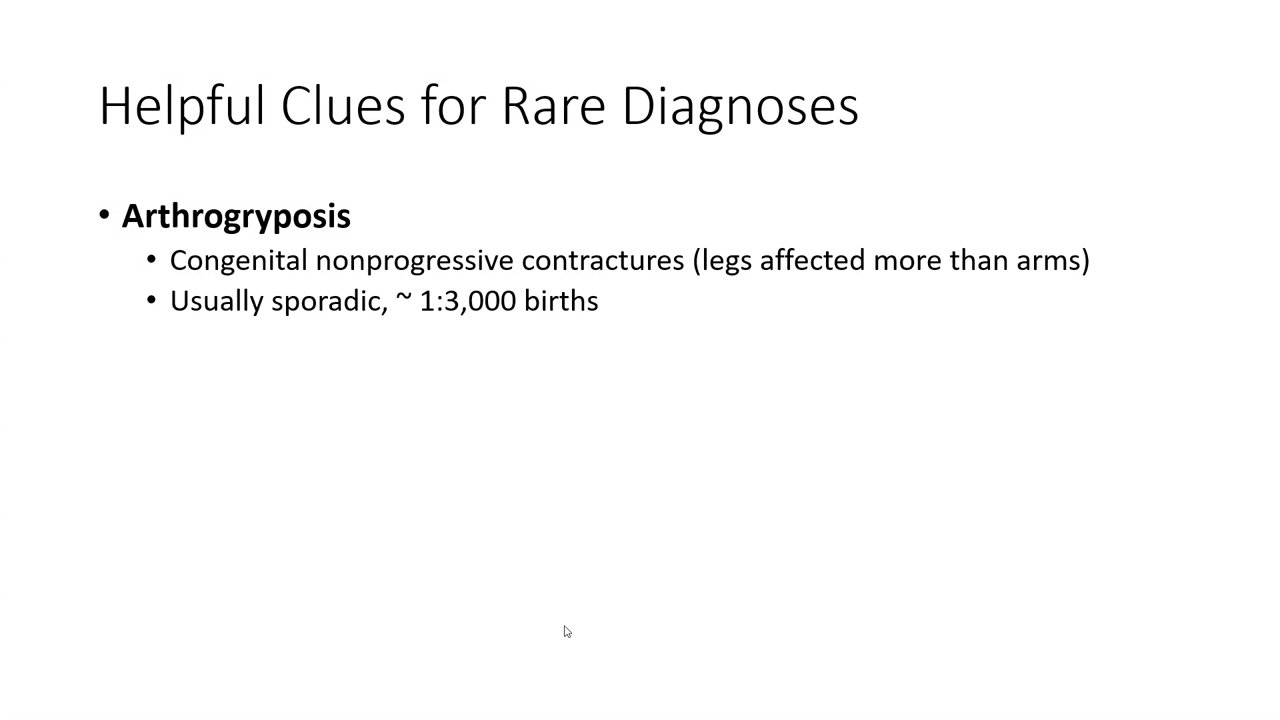 Helpful Clues for Rare Diagnoses
• Arthrogryposis
• Congenital nonprogressive contractures (legs affected more than arms)
• Usually sporadic, ~ 1:3,000 births